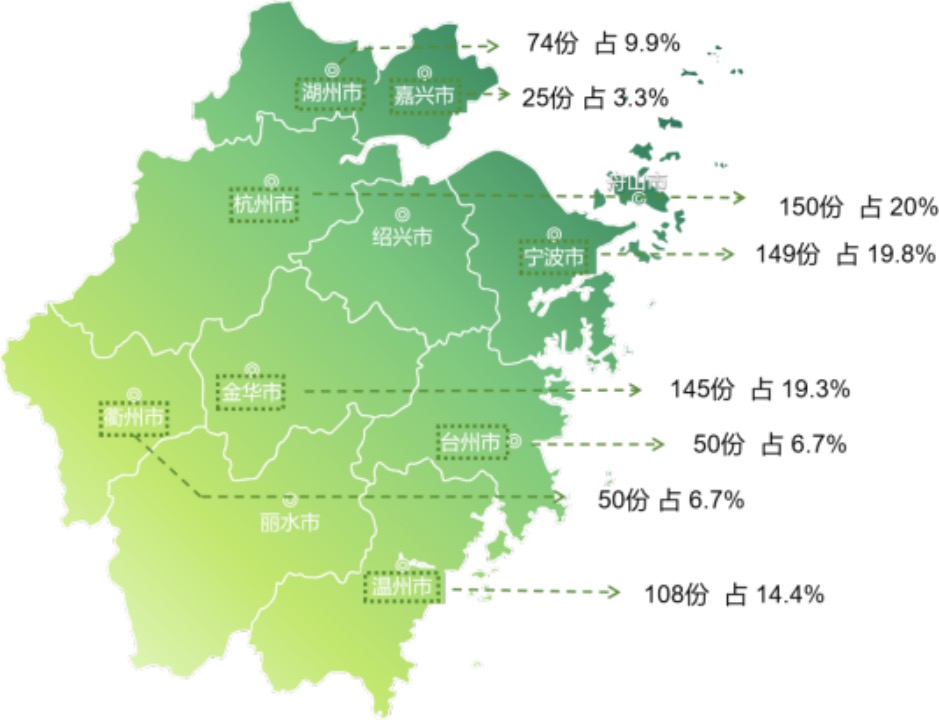 74份 占 9.9%
湖州市
嘉兴市
25份 占 3.3%
舟山市
杭州市
150份 占 20%
绍兴市
宁波市
149份 占 19.8%
金华市
145份 占 19.3%
衢州市
台州市
50份 占 6.7%
50份 占 6.7%
丽水市
温州市
108份 占 14.4%